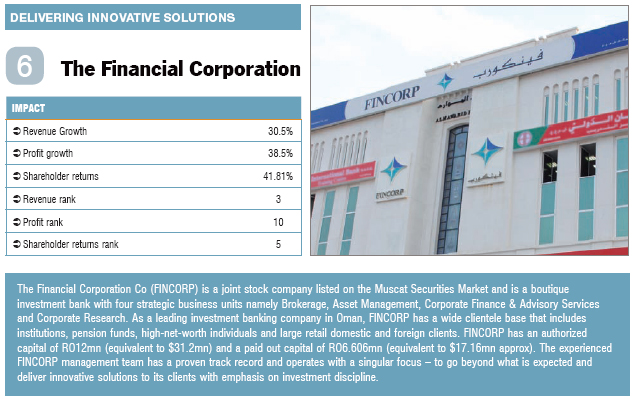 DELIVERING INNOVATIVE SOLUTIONS
6 The Financial Corporation
IMPACT
➲ Revenue Growth 30.5%
➲ Profit growth 38.5%
➲ Shareholder returns 41.81%
➲ Revenue rank 3
➲ Profit rank 10
➲ Shareholder returns rank 5
FINCORP فينكورب
FINCORP
فينكورب
The Financial Corporation Co (FINCORP) is a joint stock company listed on the Muscat Securities Market and is a boutique
investment bank with four strategic business units namely Brokerage, Asset Management, Corporate Finance & Advisory Services
and Corporate Research. As a leading investment banking company in Oman, FINCORP has a wide clientele base that includes
institutions, pension funds, high-net-worth individuals and large retail domestic and foreign clients. FINCORP has an authorized
capital of RO12mn (equivalent to $31.2mn) and a paid out capital of RO6.606mn (equivalent to $17.16mn approx). The experienced
FINCORP management team has a proven track record and operates with a singular focus – to go beyond what is expected and
deliver innovative solutions to its clients with emphasis on investment discipline.